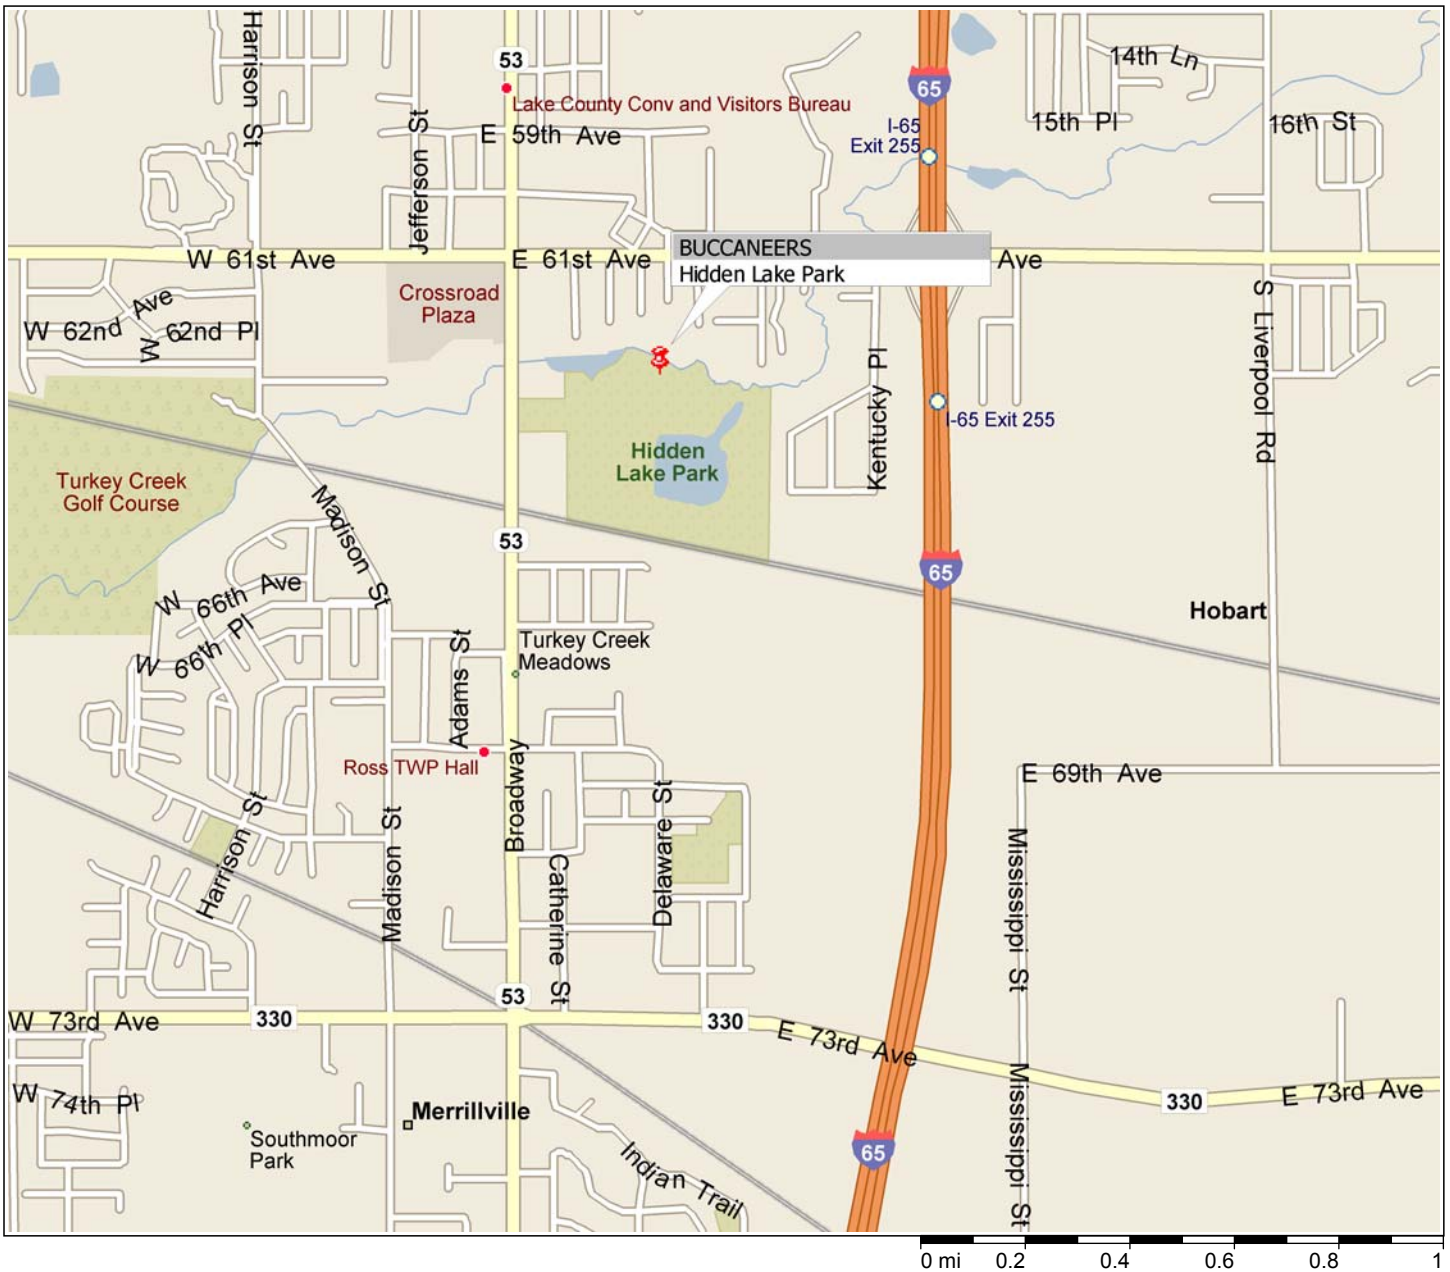 Harrison St
53
Lake County Conv and Visitors Bureau
65
14th Ln
15th Pl
16th St
I-65
Exit 255
Jefferson St
E 59th Ave
W 61st Ave
E 61st Ave
BUCCANEERS
Hidden Lake Park
Ave
Crossroad
Plaza
W 62nd Ave
W 62nd Pl
S Liverpool Rd
Kentucky Pl
I-65 Exit 255
Hidden
Lake Park
Turkey Creek
Golf Course
Madison St
53
65
W 66th Ave
W 66th Pl
Hobart
Adams St
Turkey Creek
Meadows
Ross TWP Hall
Broadway
E 69th Ave
Harrison St
Madison St
Catherine St
Delaware St
Mississippi St
53
W 73rd Ave
330
330
E 73rd Ave
W 74th Pl
Mississippi St
330
E 73rd Ave
Merrillville
Southmoor
Park
65
Indian Trail
0 mi 0.2 0.4 0.6 0.8 1